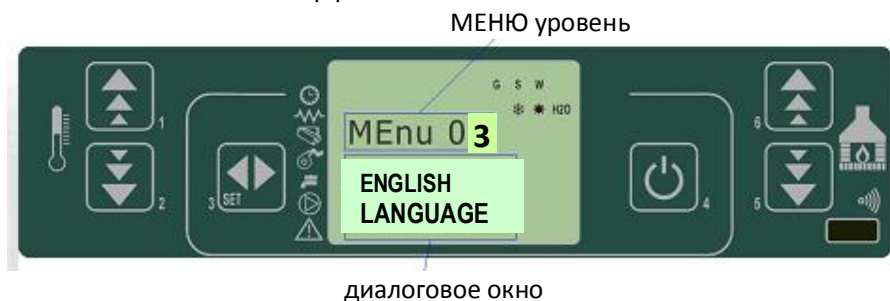 МЕНЮ уровень
G S W
H2O
MEnu 03
ENGLISH
LANGUAGE
1
2
3 SET
4
6
5
диалоговое окно